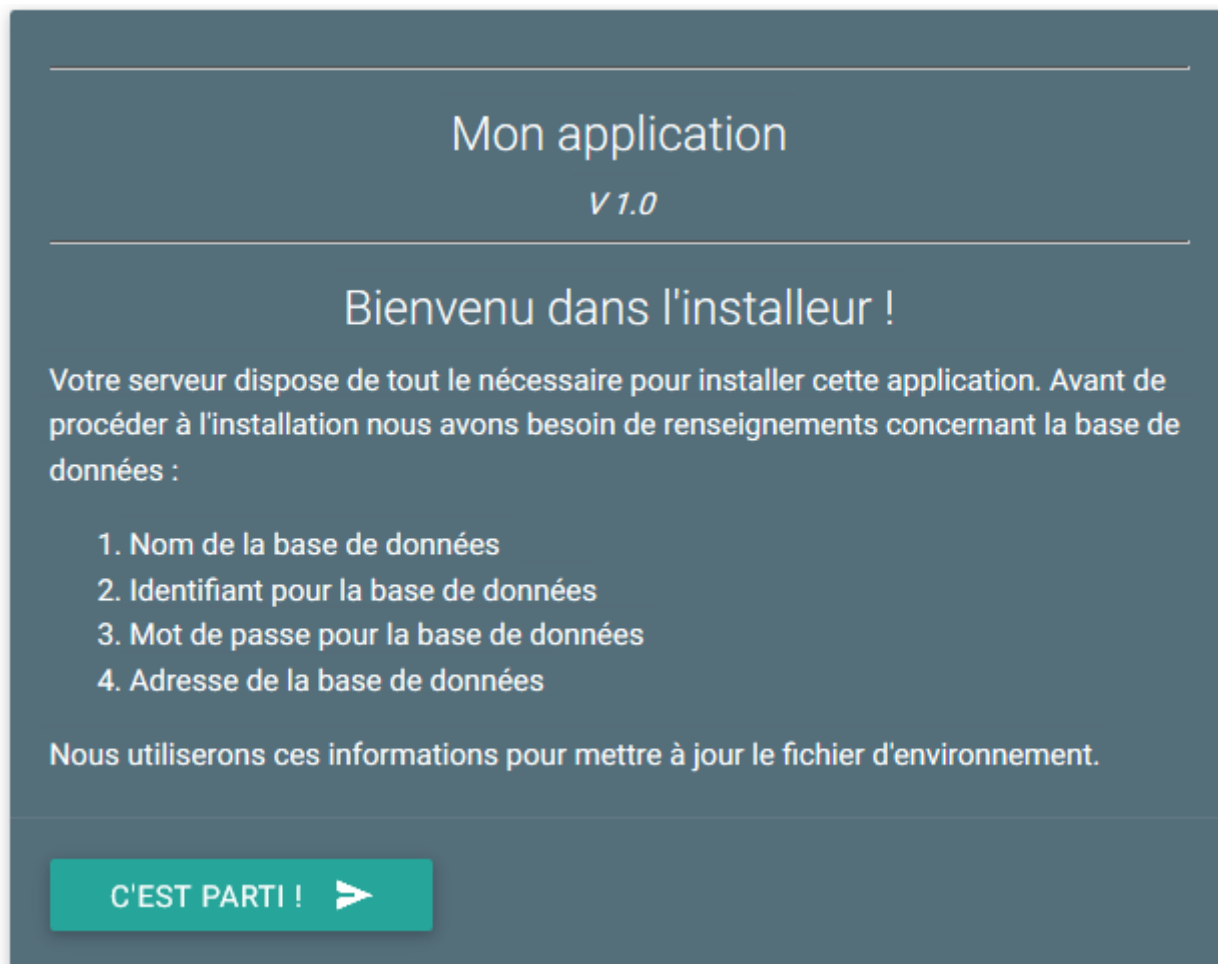 Mon application
V 1.0
Bienvenu dans l'installeur !
Votre serveur dispose de tout le nécessaire pour installer cette application. Avant de
procéder à l'installation nous avons besoin de renseignements concernant la base de
données :
1. Nom de la base de données
2. Identifiant pour la base de données
3. Mot de passe pour la base de données
4. Adresse de la base de données
Nous utiliserons ces informations pour mettre à jour le fichier d'environnement.
C'EST PARTI !